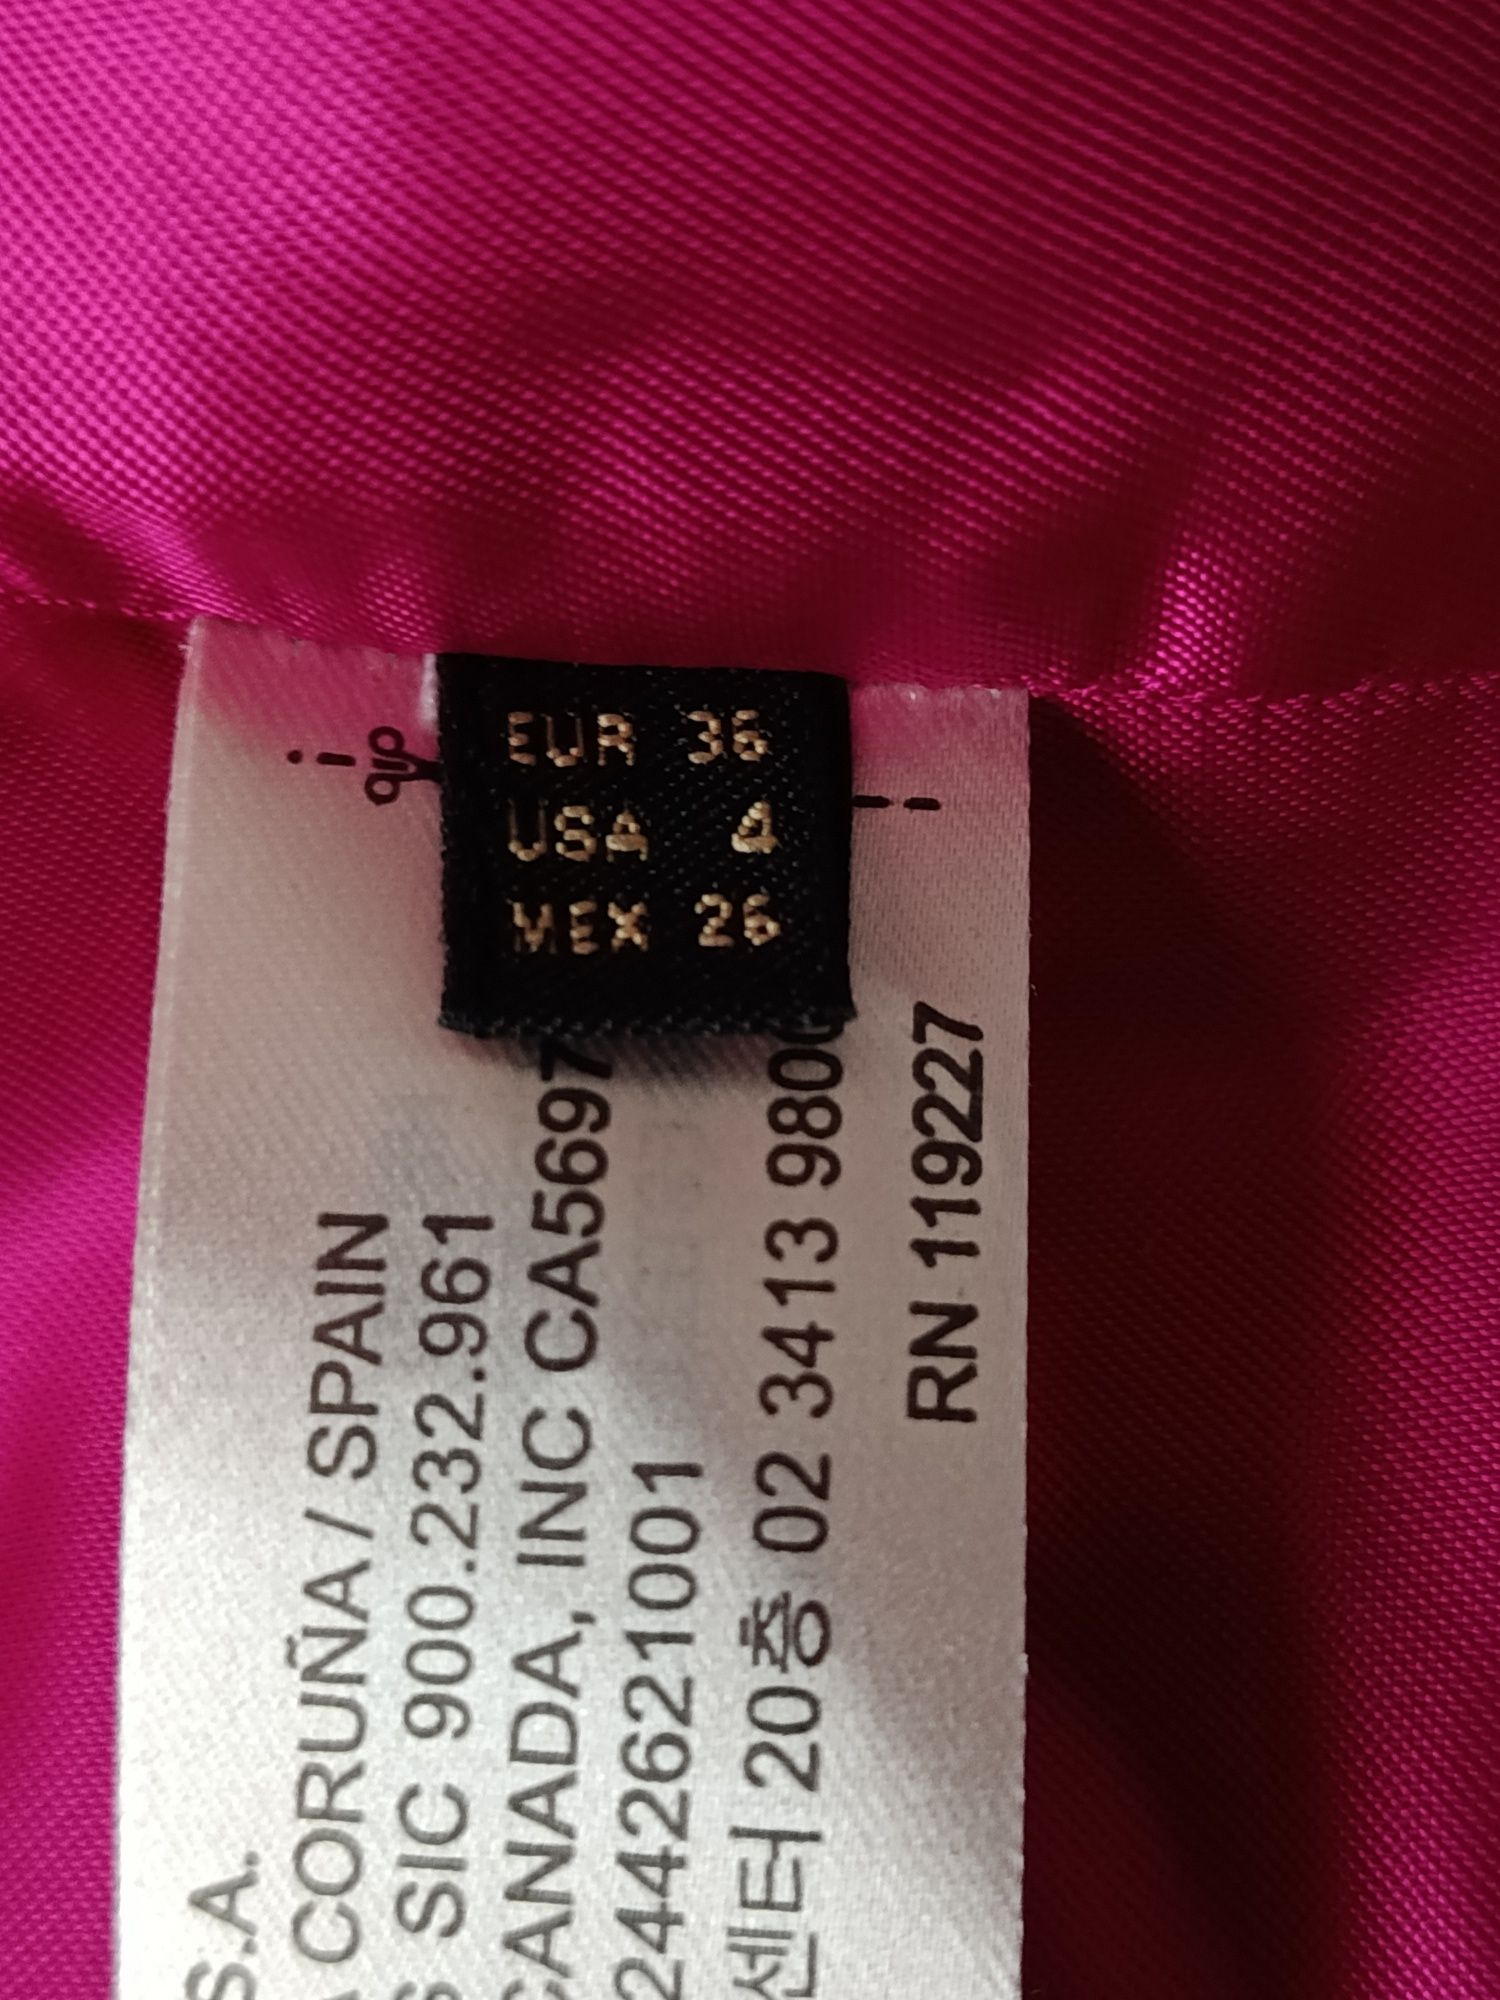 EUR 36
USA 4
MEX 26
S.A.
A CORUÑA / SPAIN
SIC 900.232.961
CANADA, INC CA5697
2442621001
센터 20층 02 3413 980
RN 119227